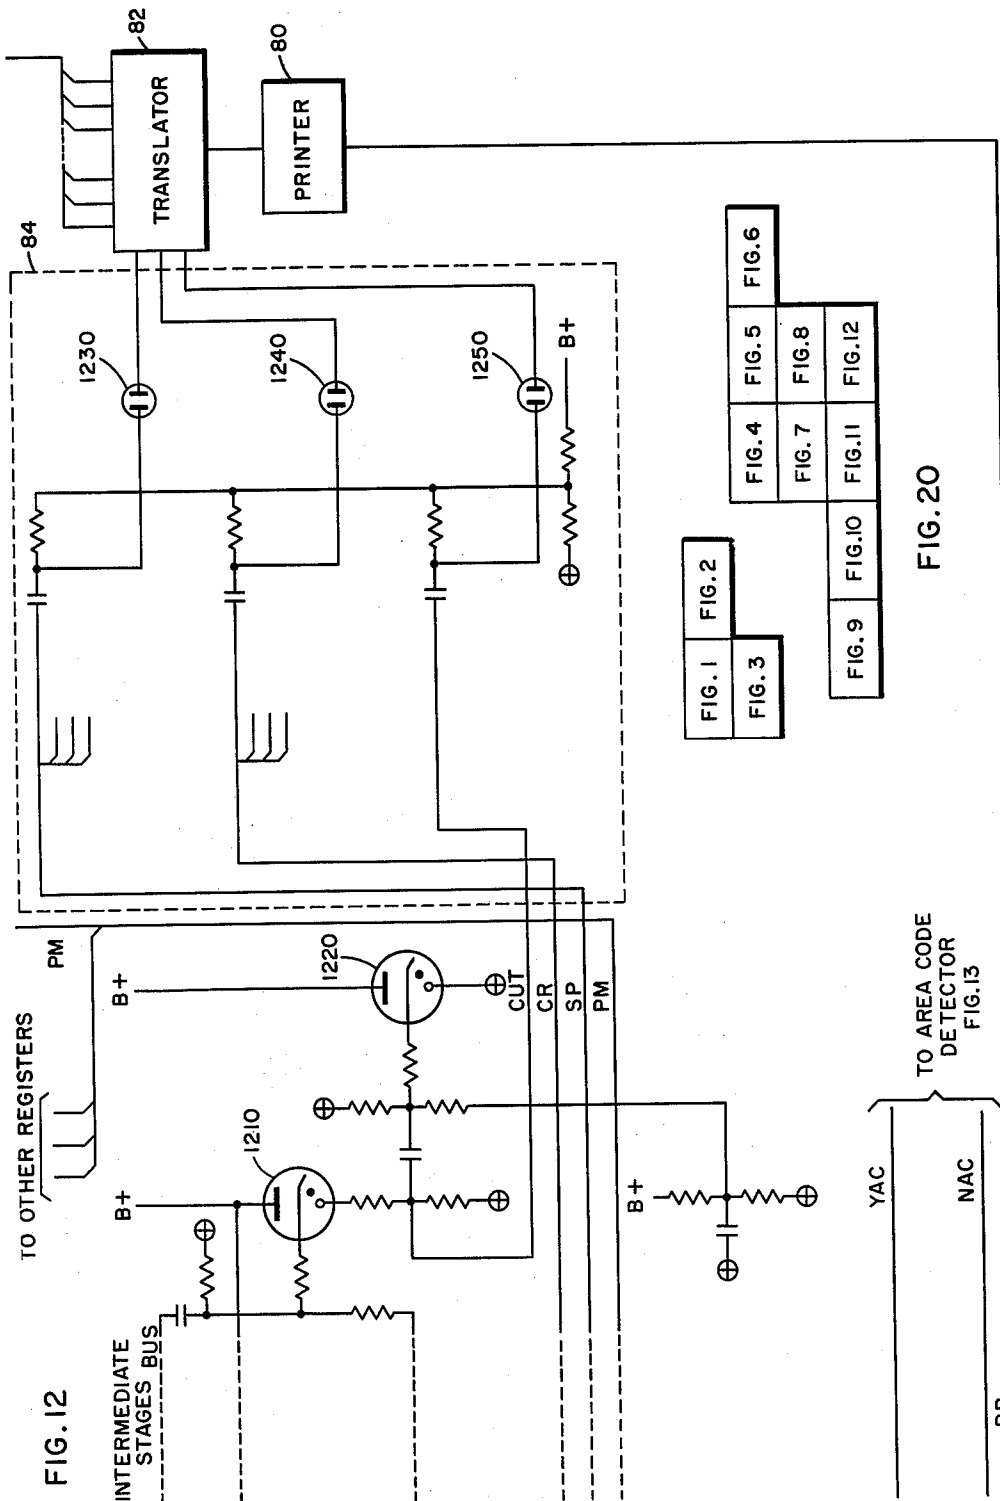 FIG.12
INTERMEDIATE
STAGES BUS
TO OTHER REGISTERS
PM
B+
1210
B+
1220
CUT
CR
SP
PM
B+
84
1230
1240
1250
B+
82
TRANSLATOR
80
PRINTER
FIG. 1
FIG. 2
FIG. 3
FIG. 4
FIG. 5
FIG. 6
FIG. 7
FIG. 8
FIG. 9
FIG.10
FIG.11
FIG.12
FIG.20
YAC
NAC
TO AREA CODE
DETECTOR
FIG.13